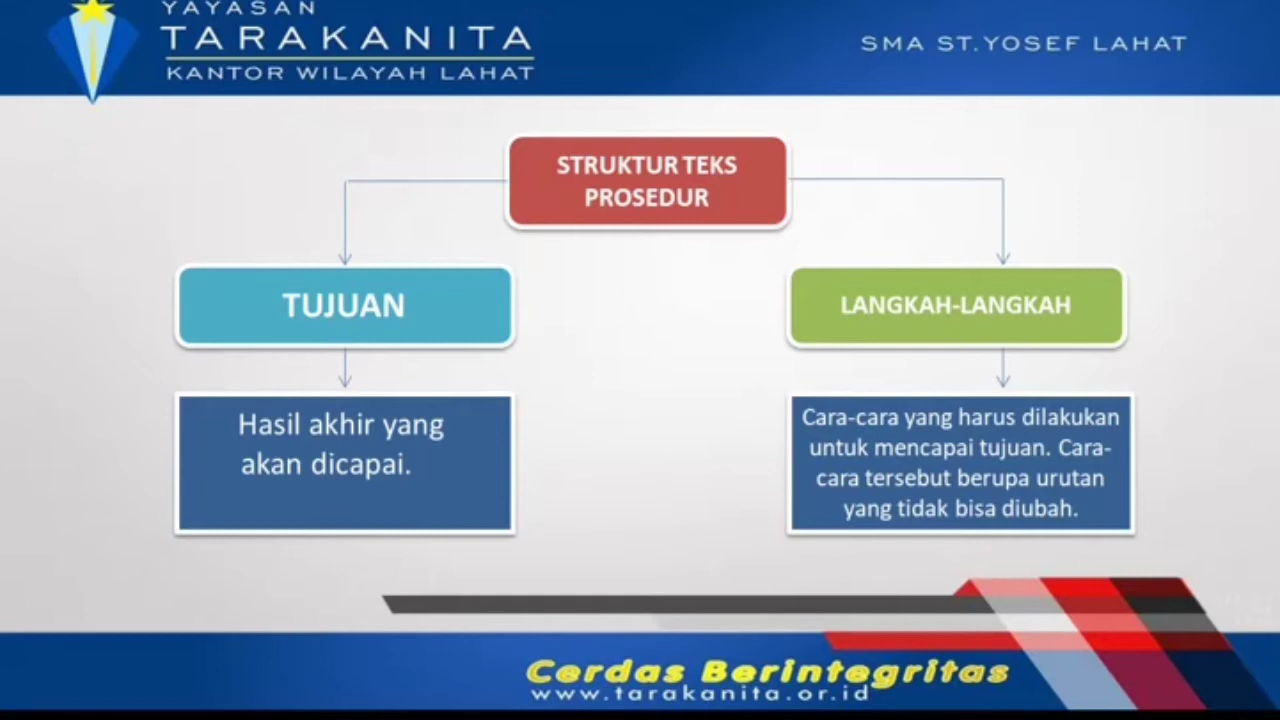 YAYASAN
TARAKANITA
KANTOR WILAYAH LAHAT
SMA ST.YOSEF LAHAT
STRUKTUR TEKS
PROSEDUR
TUJUAN
LANGKAH-LANGKAH
Hasil akhir yang
akan dicapai.
Cara-cara yang harus dilakukan
untuk mencapai tujuan. Cara-
cara tersebut berupa urutan
yang tidak bisa diubah.
Cerdas Berintegritas
www.tarakanita.or.id